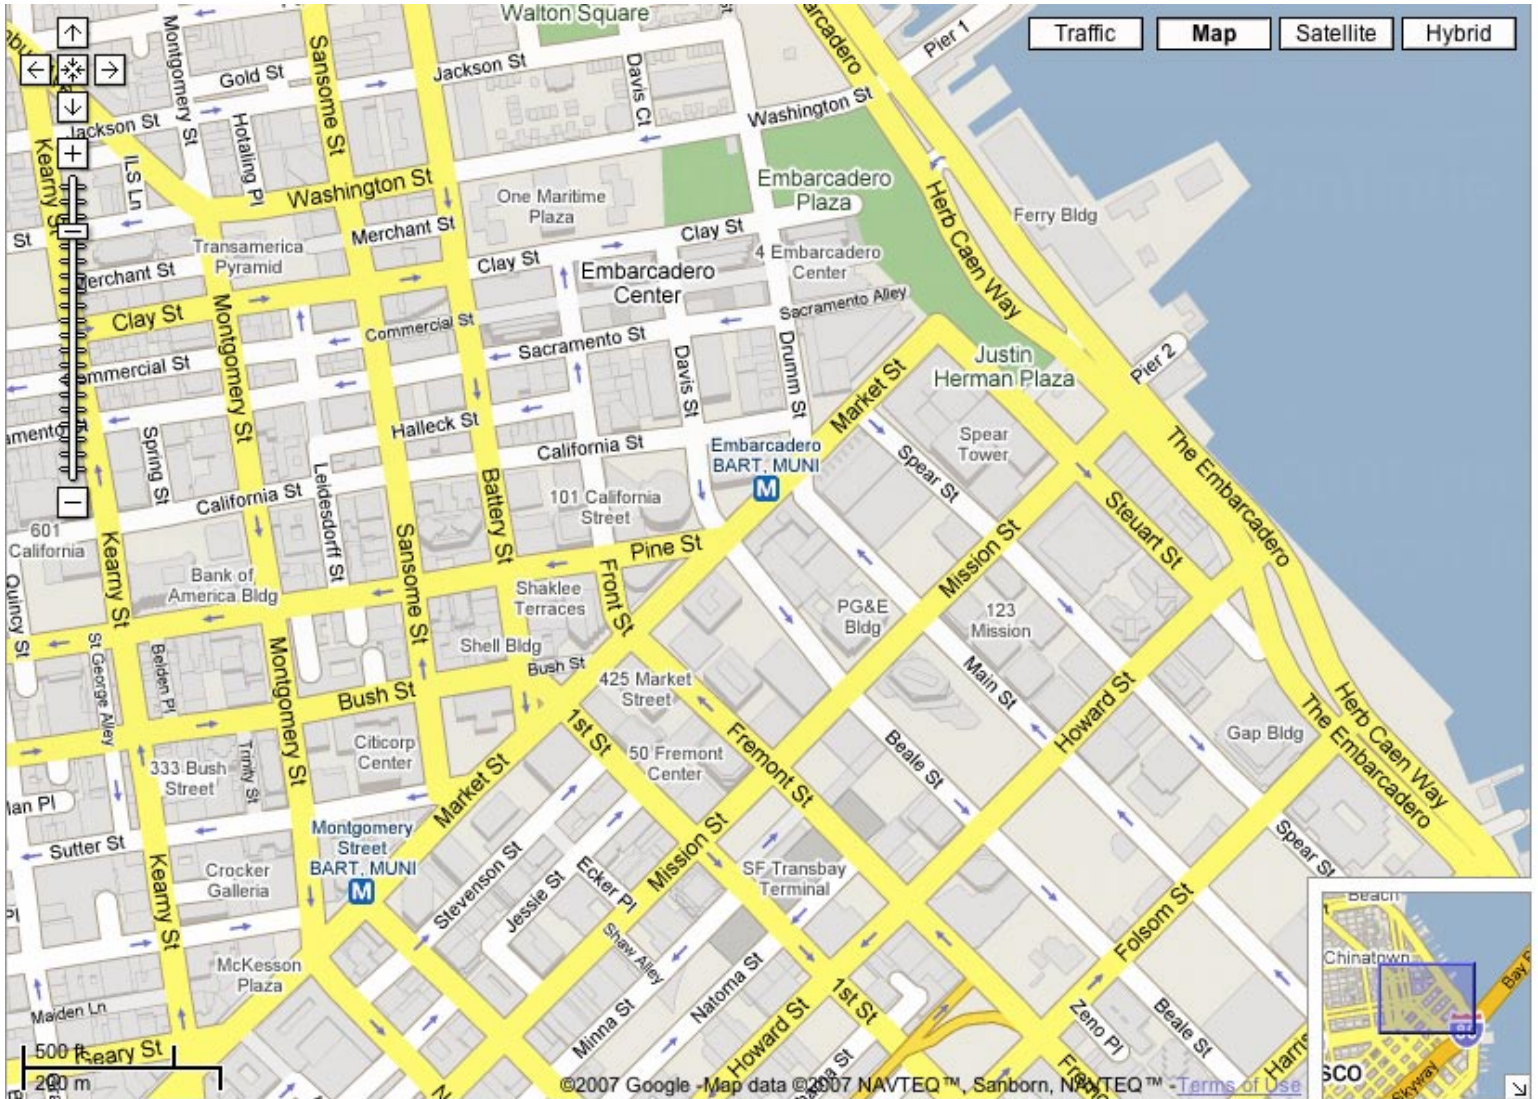 Walton Square
Pier 1
Traffic
Map
Satellite
Hybrid
Montgomery St
Sansome St
Gold St
Jackson St
Davis Ct
Embarcadero
Washington St
Jackson St
Hotaling Pl
Kearny St
ILS Ln
Washington St
One Maritime
Plaza
Embarcadero
Plaza
Herb Caen Way
Ferry Bldg
St
Transamerica
Pyramid
Merchant St
Clay St
Merchant St
Clay St
Embarcadero
Center
4 Embarcadero
Center
Sacramento Alley
Clay St
Montgomery St
Commercial St
Sacramento St
Commercial St
Davis St
Drumm St
Market St
Justin
Herman Plaza
Pier 2
Halleck St
California St
Embarcadero
BART, MUNI
M
Spear
Tower
Spear St
The Embarcadero
Spring St
California St
Leidesdorff St
Battery St
101 California
Street
Steuart St
601
California
Kearny St
Sansome St
Pine St
Mission St
Quincy St
Bank of
America Bldg
Front St
Shaklee
Terraces
PG&E
Bldg
123
Mission
St George Alley
Belden Pl
Montgomery St
Shell Bldg
Bush St
Bush St
425 Market
Street
Main St
Howard St
Herb Caen Way
The Embarcadero
Gap Bldg
1st St
Fremont St
Beale St
Citicorp
Center
50 Fremont
Center
333 Bush
Street
Trinity St
Market St
Sutter St
Montgomery
Street
BART, MUNI
M
Crocker
Galleria
Kearny St
Stevenson St
Jessie St
Ecker Pl
Mission St
SF Transbay
Terminal
Spear St
Folsom St
McKesson
Plaza
Shaw Alley
Minna St
Natoma St
Howard St
1st St
Zeno Pl
Beale St
Maiden Ln
Geary St
500 ft
200 m
Beach
Chinatown
Skyway
©2007 Google -Map data ©2007 NAVTEQ™, Sanborn, NAVTEQ™ -Terms of Use